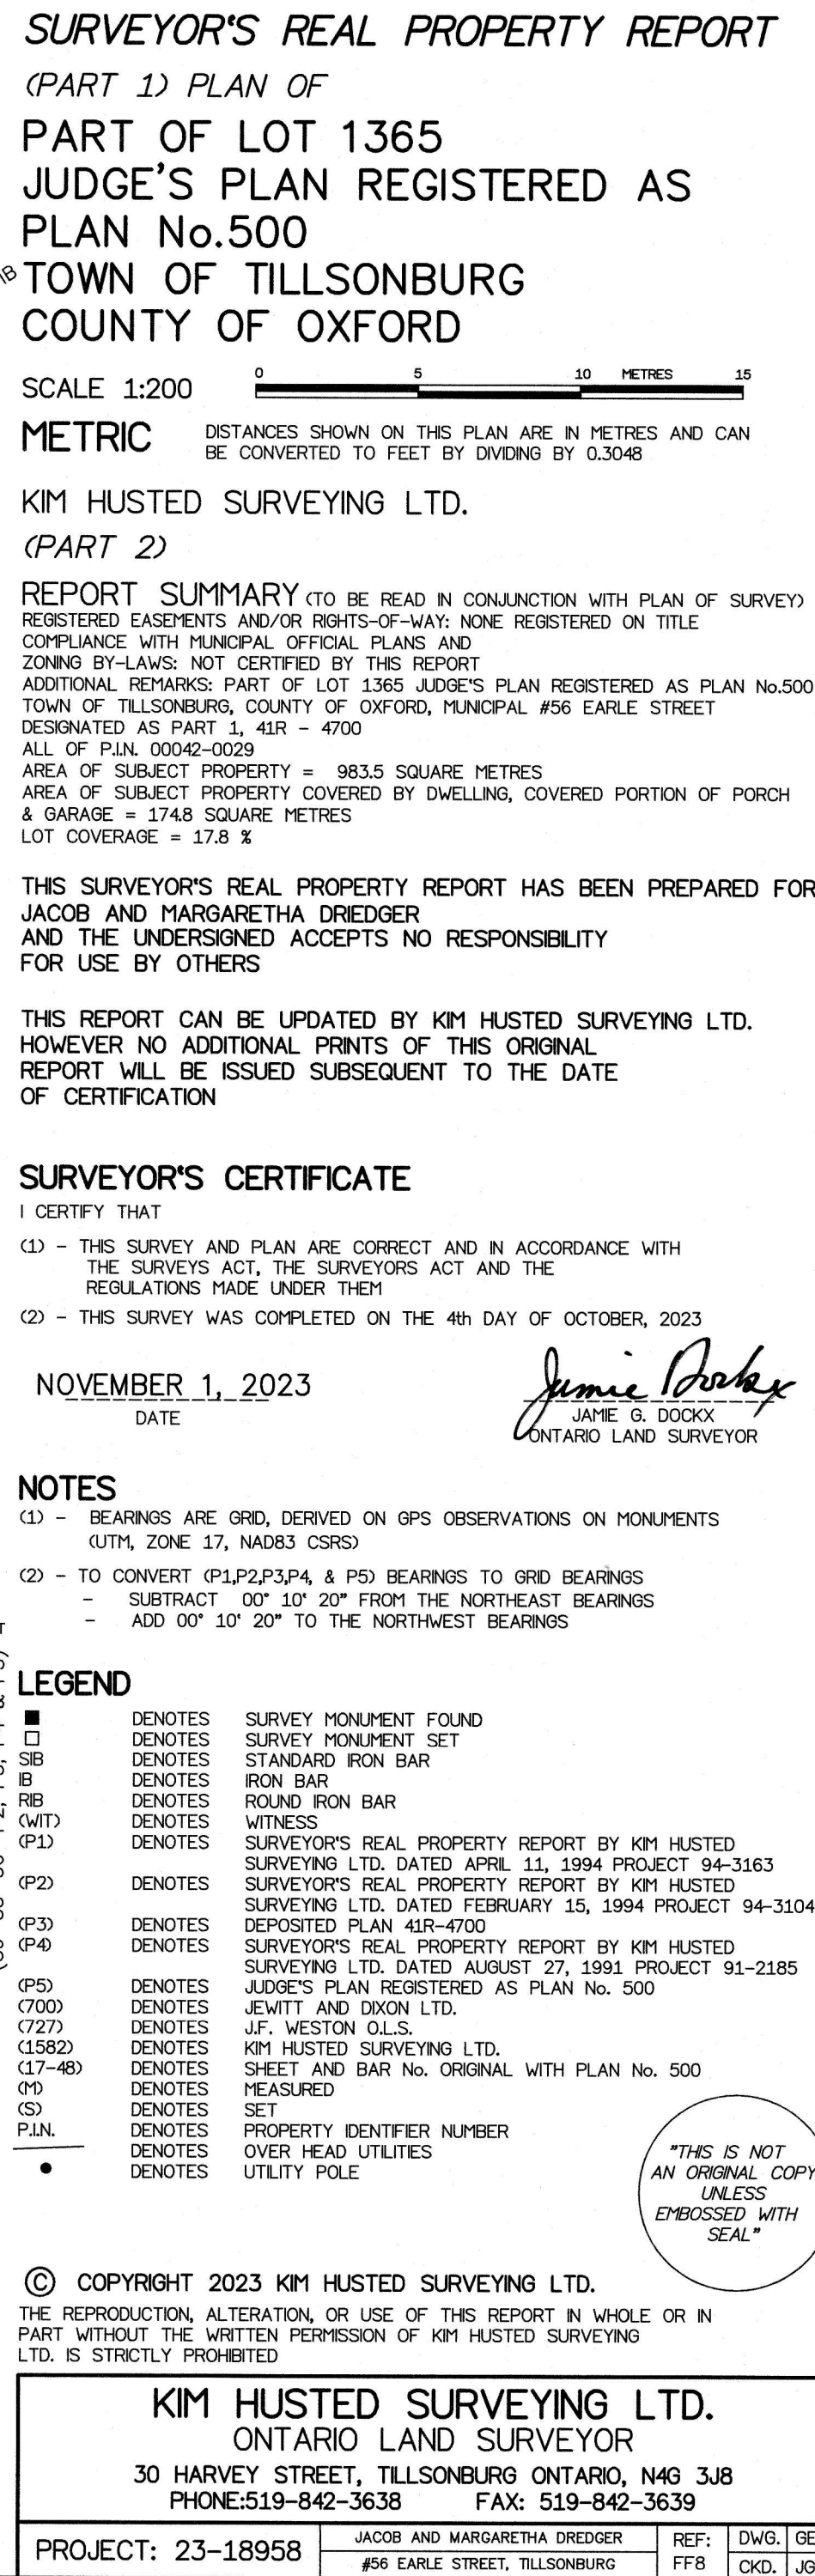 SURVEYOR'S REAL PROPERTY REPORT
(PART 1) PLAN OF
PART OF LOT 1365
JUDGE'S PLAN REGISTERED AS
PLAN No.500
IB
TOWN OF TILLSONBURG
COUNTY OF OXFORD
SCALE 1:200
0 5 10 METRES 15
METRIC
DISTANCES SHOWN ON THIS PLAN ARE IN METRES AND CAN
BE CONVERTED TO FEET BY DIVIDING BY 0.3048
KIM HUSTED SURVEYING LTD.
(PART 2)
REPORT SUMMARY (TO BE READ IN CONJUNCTION WITH PLAN OF SURVEY)
REGISTERED EASEMENTS AND/OR RIGHTS-OF-WAY: NONE REGISTERED ON TITLE
COMPLIANCE WITH MUNICIPAL OFFICIAL PLANS AND
ZONING BY-LAWS: NOT CERTIFIED BY THIS REPORT
ADDITIONAL REMARKS: PART OF LOT 1365 JUDGE'S PLAN REGISTERED AS PLAN No.500
TOWN OF TILLSONBURG, COUNTY OF OXFORD, MUNICIPAL #56 EARLE STREET
DESIGNATED AS PART 1, 41R - 4700
ALL OF P.I.N. 00042-0029
AREA OF SUBJECT PROPERTY = 983.5 SQUARE METRES
AREA OF SUBJECT PROPERTY COVERED BY DWELLING, COVERED PORTION OF PORCH
& GARAGE = 174.8 SQUARE METRES
LOT COVERAGE = 17.8 %
THIS SURVEYOR'S REAL PROPERTY REPORT HAS BEEN PREPARED FOR
JACOB AND MARGARETHA DRIEDGER
AND THE UNDERSIGNED ACCEPTS NO RESPONSIBILITY
FOR USE BY OTHERS
THIS REPORT CAN BE UPDATED BY KIM HUSTED SURVEYING LTD.
HOWEVER NO ADDITIONAL PRINTS OF THIS ORIGINAL
REPORT WILL BE ISSUED SUBSEQUENT TO THE DATE
OF CERTIFICATION
SURVEYOR'S CERTIFICATE
I CERTIFY THAT
(1) - THIS SURVEY AND PLAN ARE CORRECT AND IN ACCORDANCE WITH
THE SURVEYS ACT, THE SURVEYORS ACT AND THE
REGULATIONS MADE UNDER THEM
(2) - THIS SURVEY WAS COMPLETED ON THE 4th DAY OF OCTOBER, 2023
NOVEMBER 1, 2023
DATE
Jamie Dockx
JAMIE G. DOCKX
ONTARIO LAND SURVEYOR
NOTES
(1) - BEARINGS ARE GRID, DERIVED ON GPS OBSERVATIONS ON MONUMENTS
(UTM, ZONE 17, NAD83 CSRS)
(2) - TO CONVERT (P1,P2,P3,P4, & P5) BEARINGS TO GRID BEARINGS
- SUBTRACT 00° 10' 20" FROM THE NORTHEAST BEARINGS
- ADD 00° 10' 20" TO THE NORTHWEST BEARINGS
LEGEND
■ DENOTES SURVEY MONUMENT FOUND
□ DENOTES SURVEY MONUMENT SET
SIB DENOTES STANDARD IRON BAR
IB DENOTES IRON BAR
RIB DENOTES ROUND IRON BAR
(WIT) DENOTES WITNESS
(P1) DENOTES SURVEYOR'S REAL PROPERTY REPORT BY KIM HUSTED
SURVEYING LTD. DATED APRIL 11, 1994 PROJECT 94-3163
(P2) DENOTES SURVEYOR'S REAL PROPERTY REPORT BY KIM HUSTED
SURVEYING LTD. DATED FEBRUARY 15, 1994 PROJECT 94-3104
(P3) DENOTES DEPOSITED PLAN 41R-4700
(P4) DENOTES SURVEYOR'S REAL PROPERTY REPORT BY KIM HUSTED
SURVEYING LTD. DATED AUGUST 27, 1991 PROJECT 91-2185
(P5) DENOTES JUDGE'S PLAN REGISTERED AS PLAN No. 500
(700) DENOTES JEWITT AND DIXON LTD.
(727) DENOTES J.F. WESTON O.L.S.
(1582) DENOTES KIM HUSTED SURVEYING LTD.
(17-48) DENOTES SHEET AND BAR No. ORIGINAL WITH PLAN No. 500
(M) DENOTES MEASURED
(S) DENOTES SET
P.I.N. DENOTES PROPERTY IDENTIFIER NUMBER
DENOTES OVER HEAD UTILITIES
● DENOTES UTILITY POLE
"THIS IS NOT
AN ORIGINAL COPY
UNLESS
EMBOSSED WITH
SEAL"
© COPYRIGHT 2023 KIM HUSTED SURVEYING LTD.
THE REPRODUCTION, ALTERATION, OR USE OF THIS REPORT IN WHOLE OR IN
PART WITHOUT THE WRITTEN PERMISSION OF KIM HUSTED SURVEYING
LTD. IS STRICTLY PROHIBITED
KIM HUSTED SURVEYING LTD.
ONTARIO LAND SURVEYOR
30 HARVEY STREET, TILLSONBURG ONTARIO, N4G 3J8
PHONE:519-842-3638 FAX: 519-842-3639
PROJECT: 23-18958
JACOB AND MARGARETHA DREDGER
#56 EARLE STREET, TILLSONBURG
REF:
FF8
DWG. GE
CKD. JG